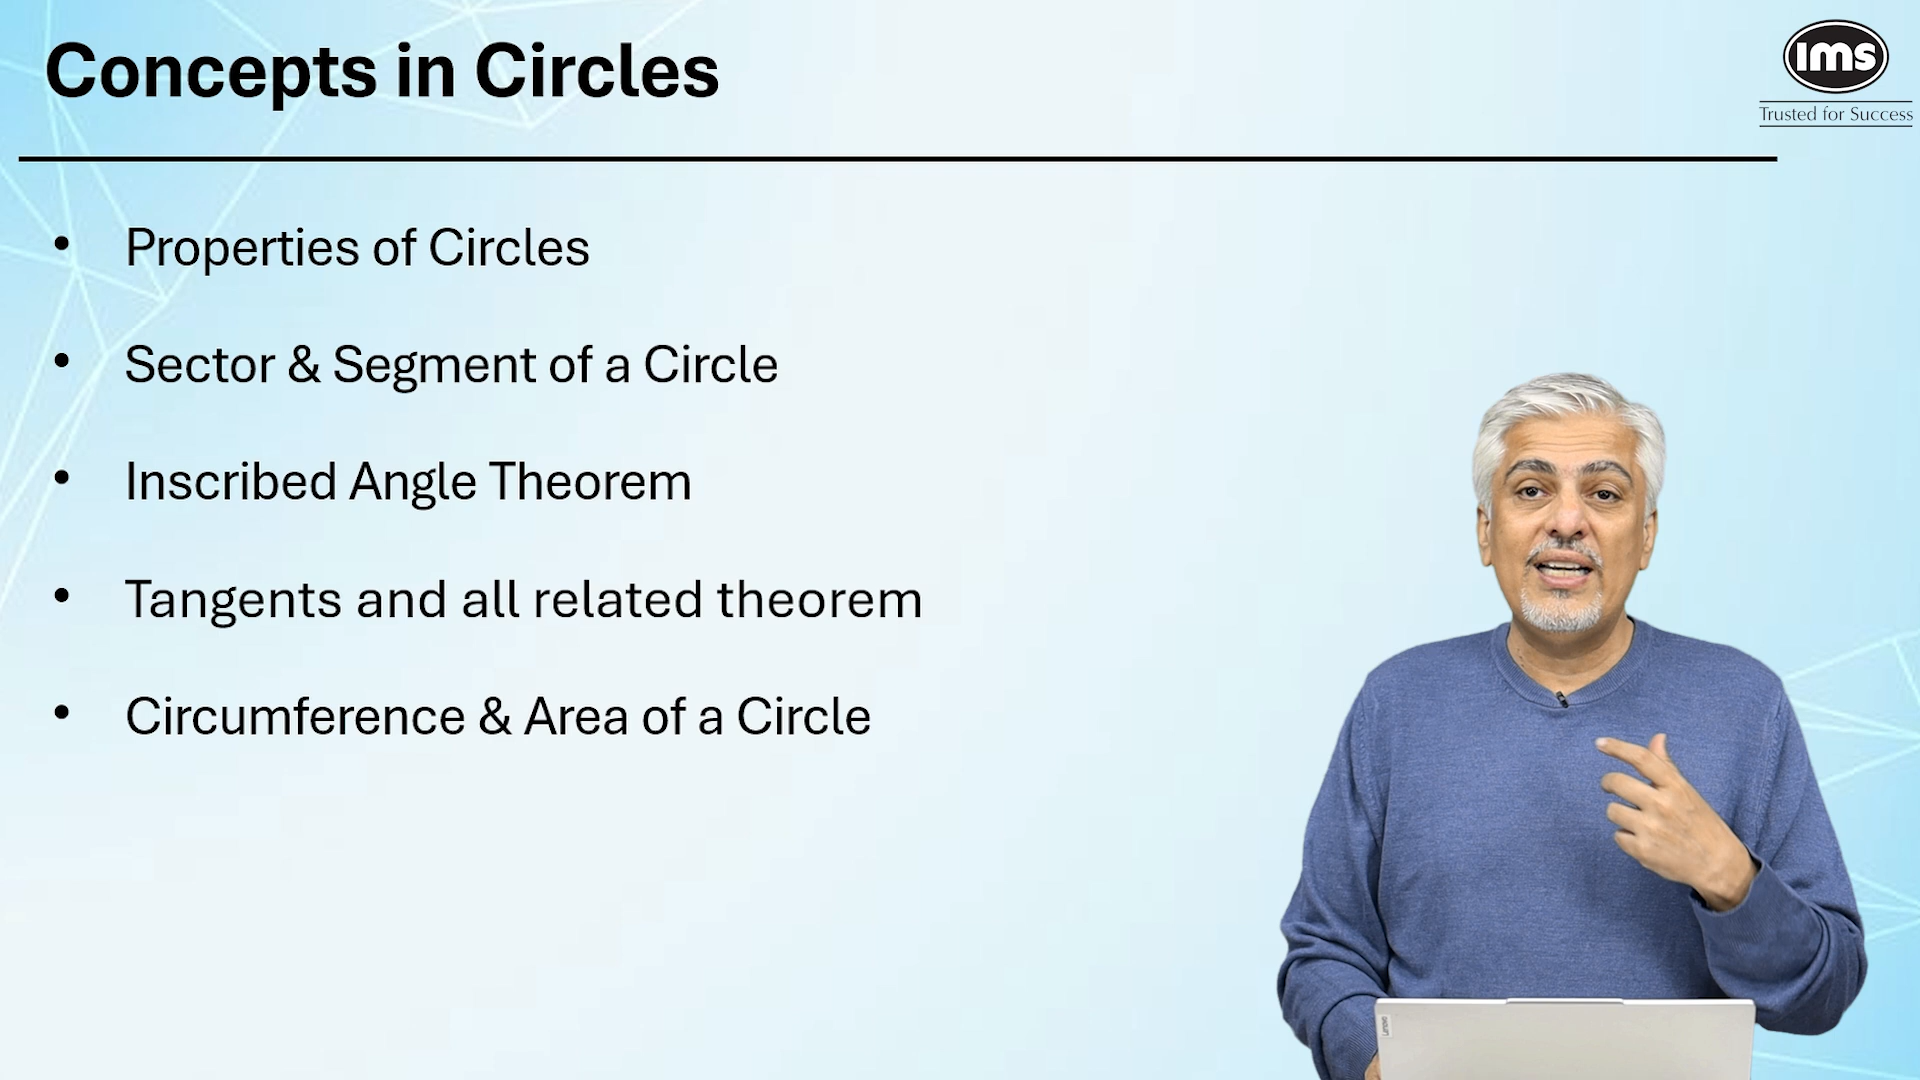 Concepts in Circles
ims
Trusted for Success
• Properties of Circles
• Sector & Segment of a Circle
• Inscribed Angle Theorem
• Tangents and all related theorem
• Circumference & Area of a Circle
Lenovo